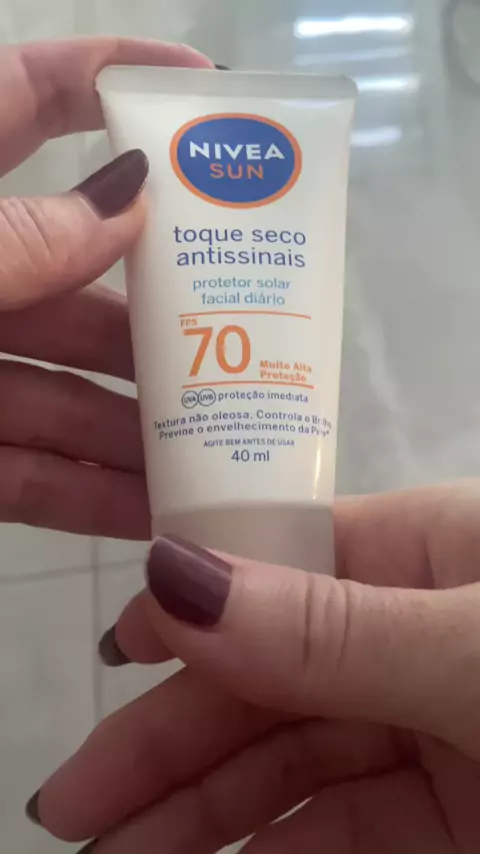 NIVEA
SUN
toque seco
antissinais
protetor solar
facial diário
FPS
70
Muito Alta
Proteção
UVA UVB proteção imediata
Textura não oleosa. Controla o
Previne o envelhecimento da
AGITE BEM ANTES DE USAR
40 ml